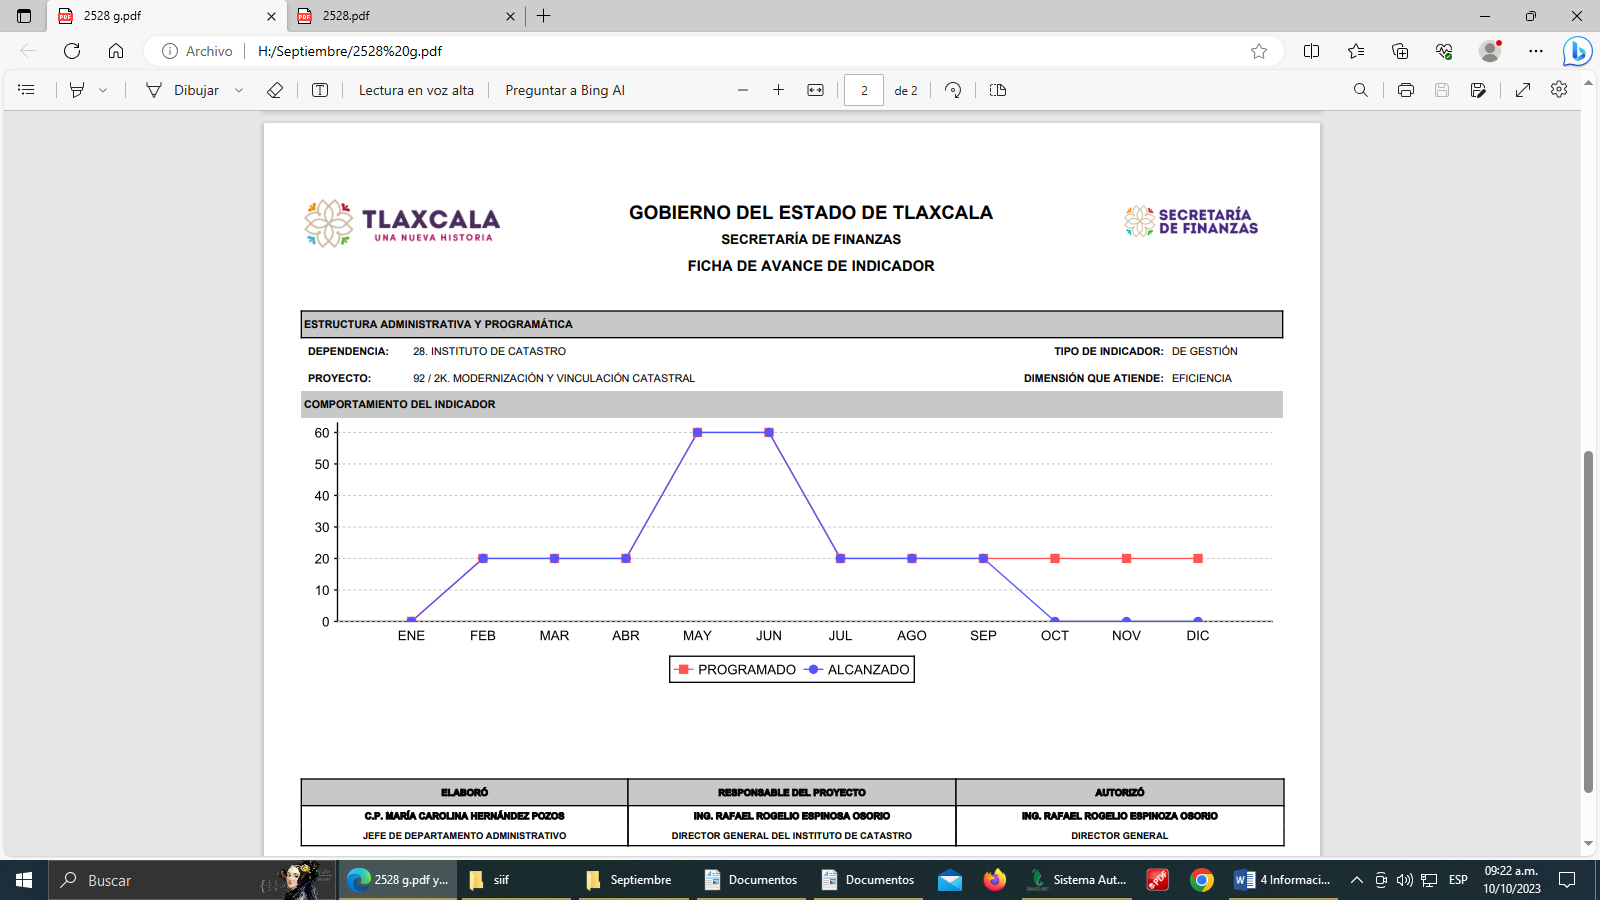 2528 g.pdf
2528.pdf
Archivo
H:/Septiembre/2528%20g.pdf
Dibujar
Lectura en voz alta
Preguntar a Bing AI
2
de 2
TLAXCALA
UNA NUEVA HISTORIA
GOBIERNO DEL ESTADO DE TLAXCALA
SECRETARÍA DE FINANZAS
FICHA DE AVANCE DE INDICADOR
SECRETARÍA
DE FINANZAS
ESTRUCTURA ADMINISTRATIVA Y PROGRAMÁTICA
DEPENDENCIA: 28. INSTITUTO DE CATASTRO
TIPO DE INDICADOR: DE GESTIÓN
PROYECTO: 92 / 2K. MODERNIZACIÓN Y VINCULACIÓN CATASTRAL
DIMENSIÓN QUE ATIENDE: EFICIENCIA
COMPORTAMIENTO DEL INDICADOR
60
50
40
30
20
10
0
ENE FEB MAR ABR MAY JUN JUL AGO SEP OCT NOV DIC
PROGRAMADO ALCANZADO
ELABORÓ
RESPONSABLE DEL PROYECTO
AUTORIZÓ
C.P. MARÍA CAROLINA HERNÁNDEZ POZOS
ING. RAFAEL ROGELIO ESPINOSA OSORIO
ING. RAFAEL ROGELIO ESPINOZA OSORIO
JEFE DE DEPARTAMENTO ADMINISTRATIVO
DIRECTOR GENERAL DEL INSTITUTO DE CATASTRO
DIRECTOR GENERAL
Buscar
2528 g.pdf y...
siif
Septiembre
Documentos
Documentos
Sistema Aut...
4 Informaci...
ESP
09:22 a.m.
10/10/2023